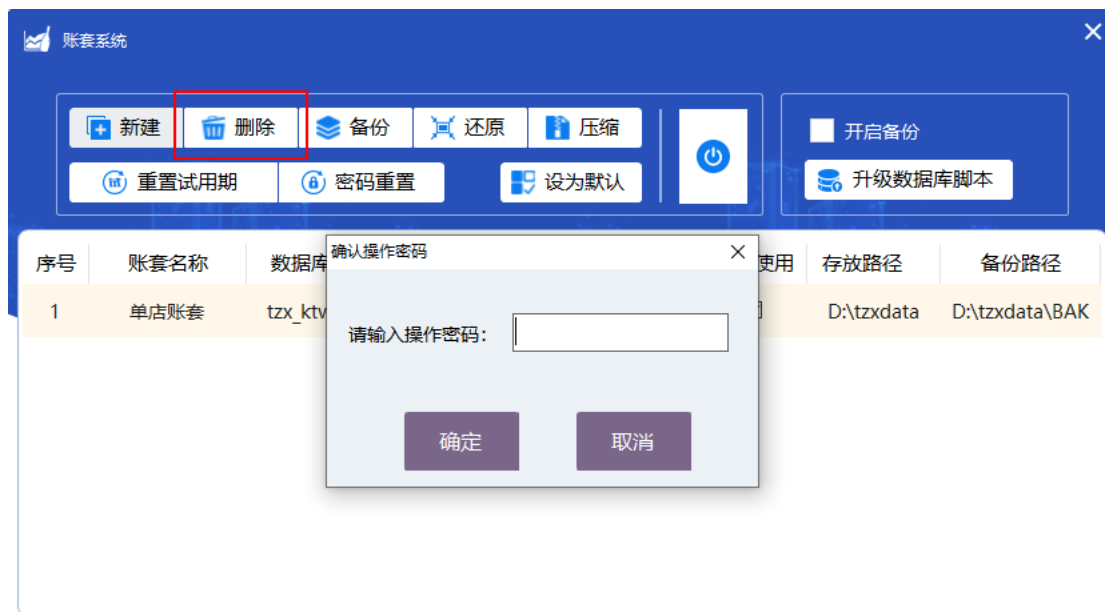 账套系统
新建 删除 备份 还原 压缩
开启备份
重置试用期 密码重置 设为默认
升级数据库脚本
序号 账套名称 数据库 使用 存放路径 备份路径
1 单店账套 tzx_ktv D:\tzxdata D:\tzxdata\BAK
确认操作密码
请输入操作密码：
确定 取消